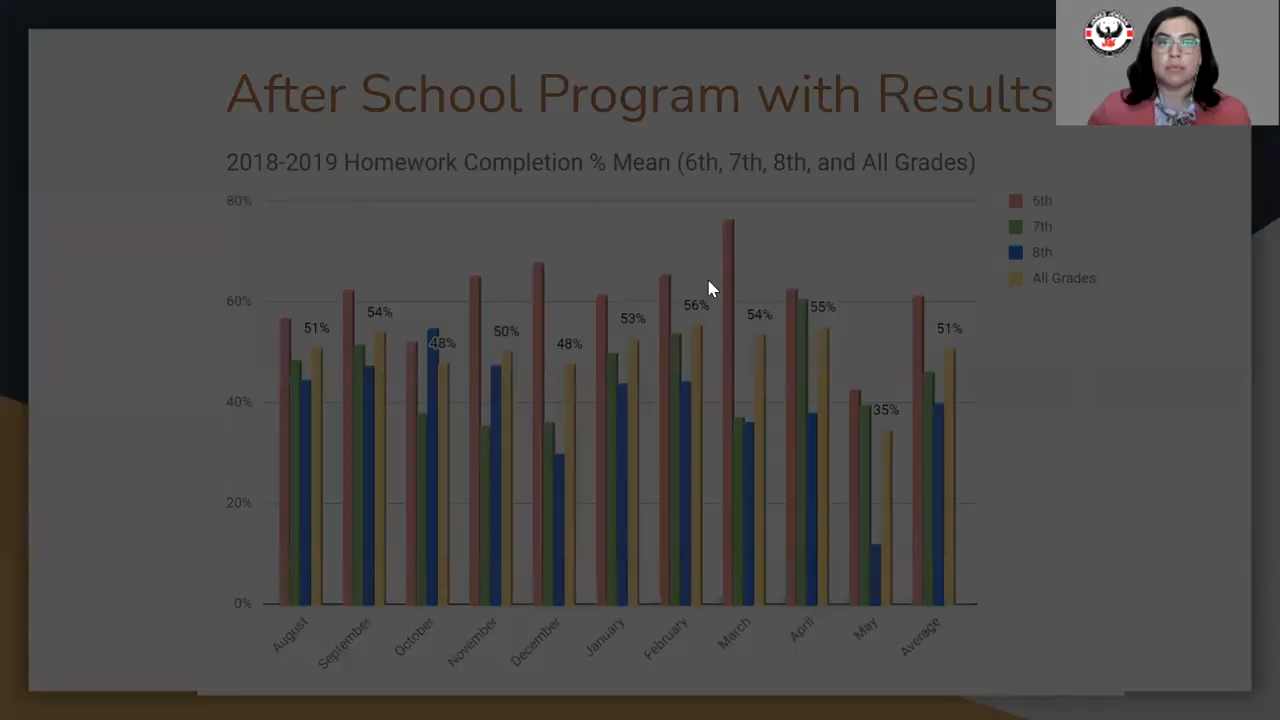 After School Program with Results
2018-2019 Homework Completion % Mean (6th, 7th, 8th, and All Grades)
80%
60%
40%
20%
0%
51%
54%
48%
50%
48%
53%
56%
54%
55%
35%
51%
6th
7th
8th
All Grades
August
September
October
November
December
January
February
March
April
May
Average